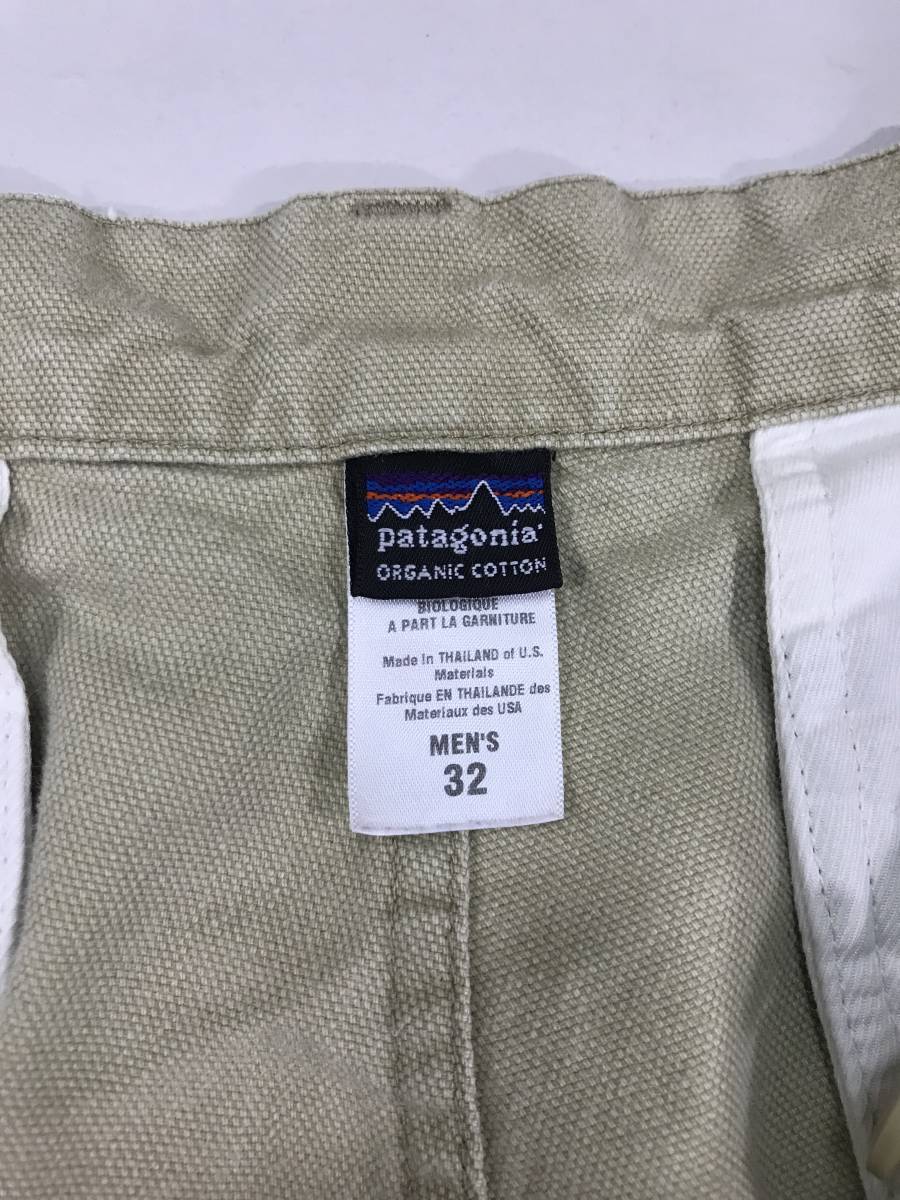 patagonia
ORGANIC COTTON
BIOLOGIQUE
A PART LA GARNITURE
Made in THAILAND of U.S.
Materials
Fabrique EN THAILANDE des
Materiaux des USA
MEN'S
32